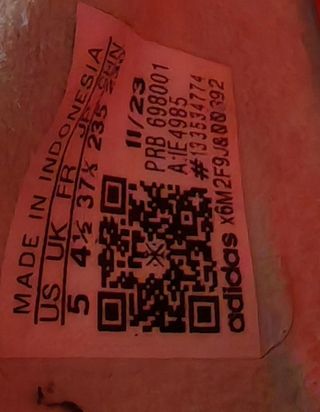 MADE IN INDONESIA
US UK FR JP CHN
5 4½ 37⅓ 235
11/23
PRB 698001
A:IE4985
#133534774
adidas